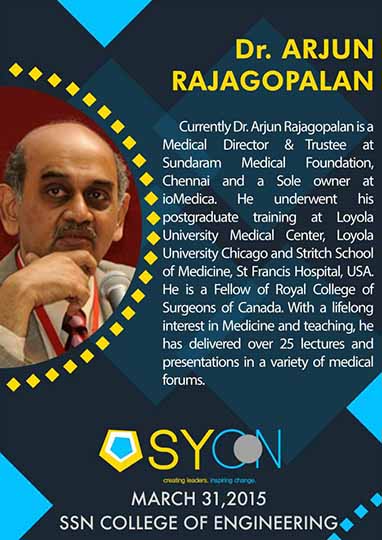 Dr. ARJUN
RAJAGOPALAN
Currently Dr. Arjun Rajagopalan is a
Medical Director & Trustee at
Sundaram Medical Foundation,
Chennai and a Sole owner at
ioMedica. He underwent his
postgraduate training at Loyola
University Medical Center, Loyola
University Chicago and Stritch School
of Medicine, St Francis Hospital, USA.
He is a Fellow of Royal College of
Surgeons of Canada. With a lifelong
interest in Medicine and teaching, he
has delivered over 25 lectures and
presentations in a variety of medical
forums.
SYCON
creating leaders. inspiring change.
MARCH 31,2015
SSN COLLEGE OF ENGINEERING